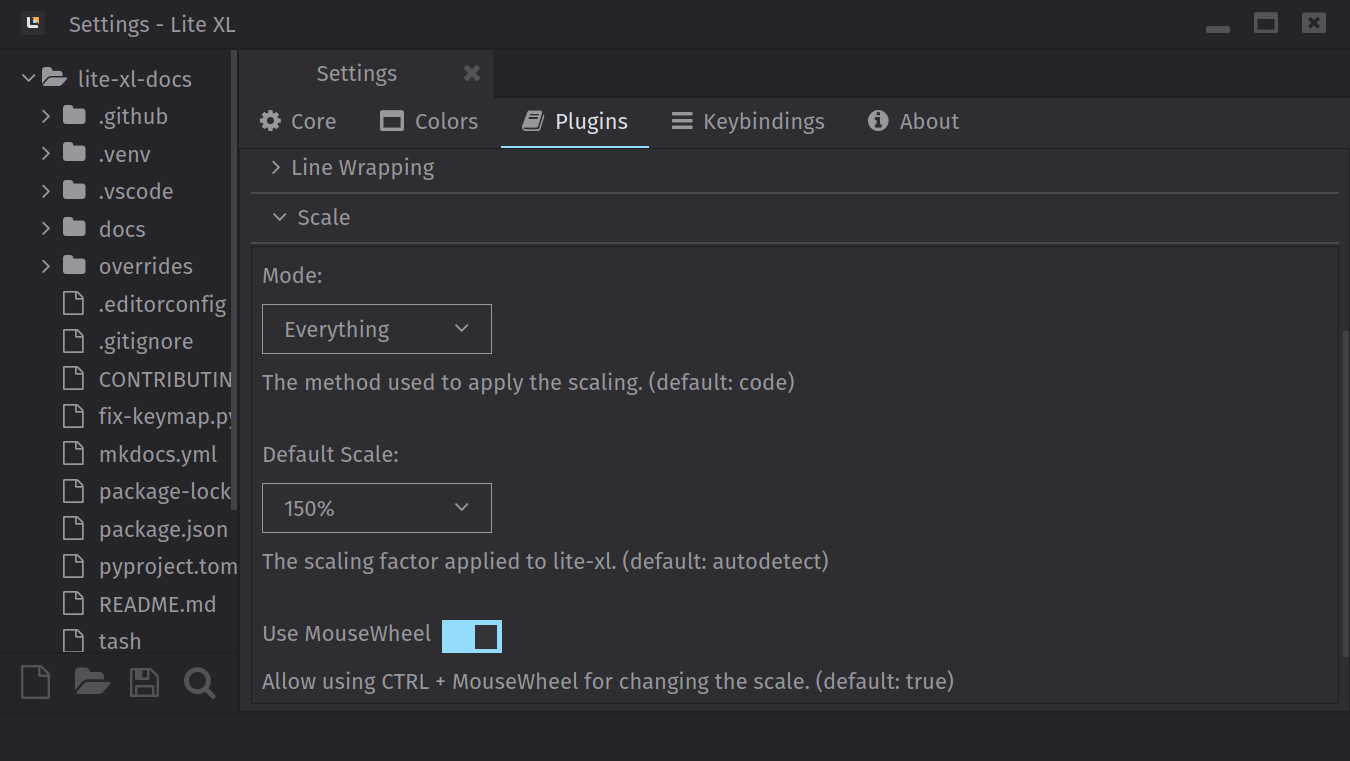 Settings - Lite XL
lite-xl-docs
.github
.venv
.vscode
docs
overrides
.editorconfig
.gitignore
CONTRIBUTIN
fix-keymap.py
mkdocs.yml
package-lock
package.json
pyproject.tom
README.md
tash
Settings
Core Colors Plugins Keybindings About
Line Wrapping
Scale
Mode:
Everything
The method used to apply the scaling. (default: code)
Default Scale:
150%
The scaling factor applied to lite-xl. (default: autodetect)
Use MouseWheel
Allow using CTRL + MouseWheel for changing the scale. (default: true)